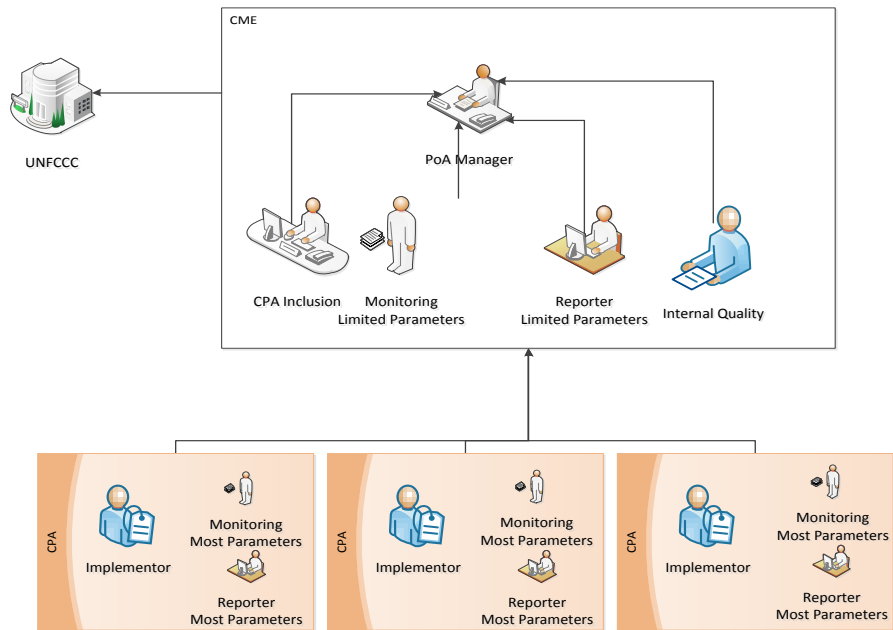 CME
UNFCCC
PoA Manager
CPA Inclusion
Monitoring
Limited Parameters
Reporter
Limited Parameters
Internal Quality
CPA
Implementor
Monitoring
Most Parameters
Reporter
Most Parameters
CPA
Implementor
Monitoring
Most Parameters
Reporter
Most Parameters
CPA
Implementor
Monitoring
Most Parameters
Reporter
Most Parameters